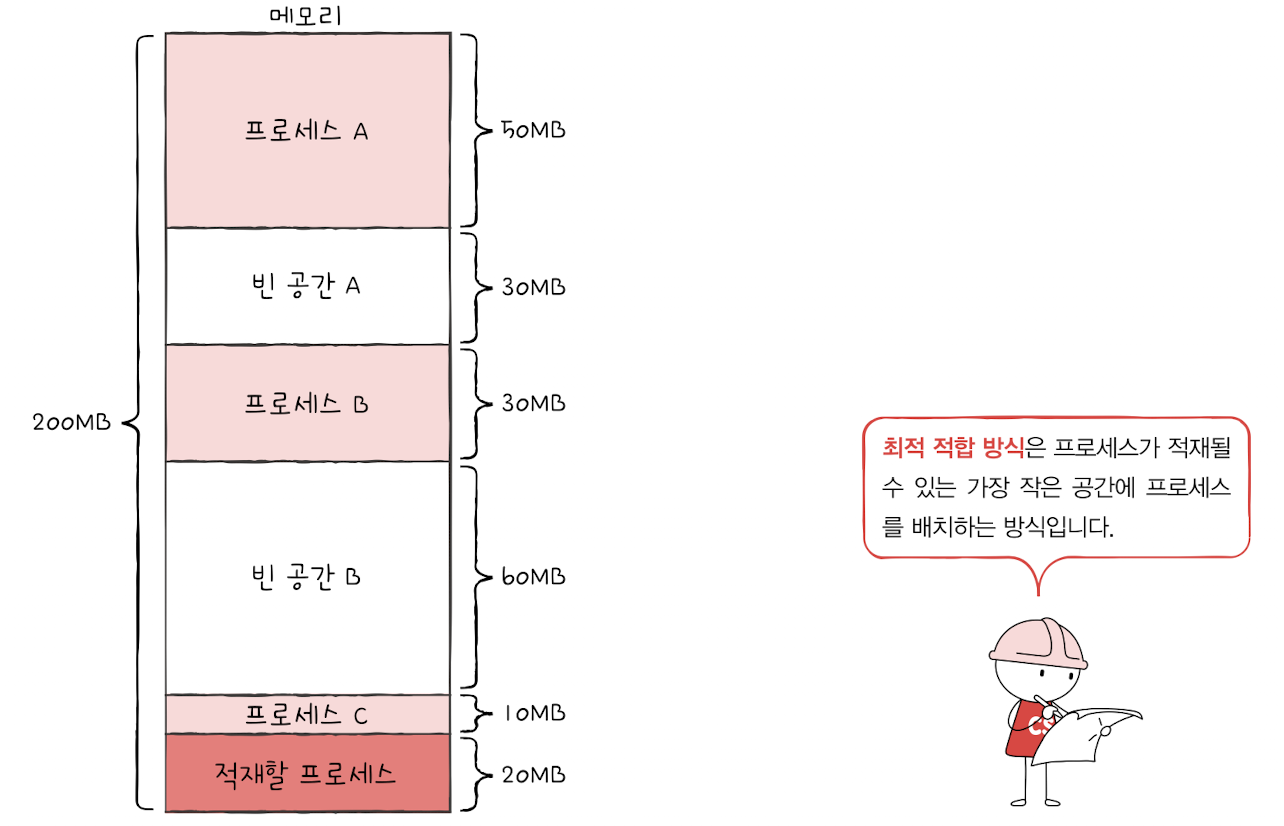 메모리
프로세스 A
50MB
빈 공간 A
30MB
200MB
프로세스 B
30MB
빈 공간 B
60MB
프로세스 C
10MB
적재할 프로세스
20MB
최적 적합 방식은 프로세스가 적재될
수 있는 가장 작은 공간에 프로세스
를 배치하는 방식입니다.
CS